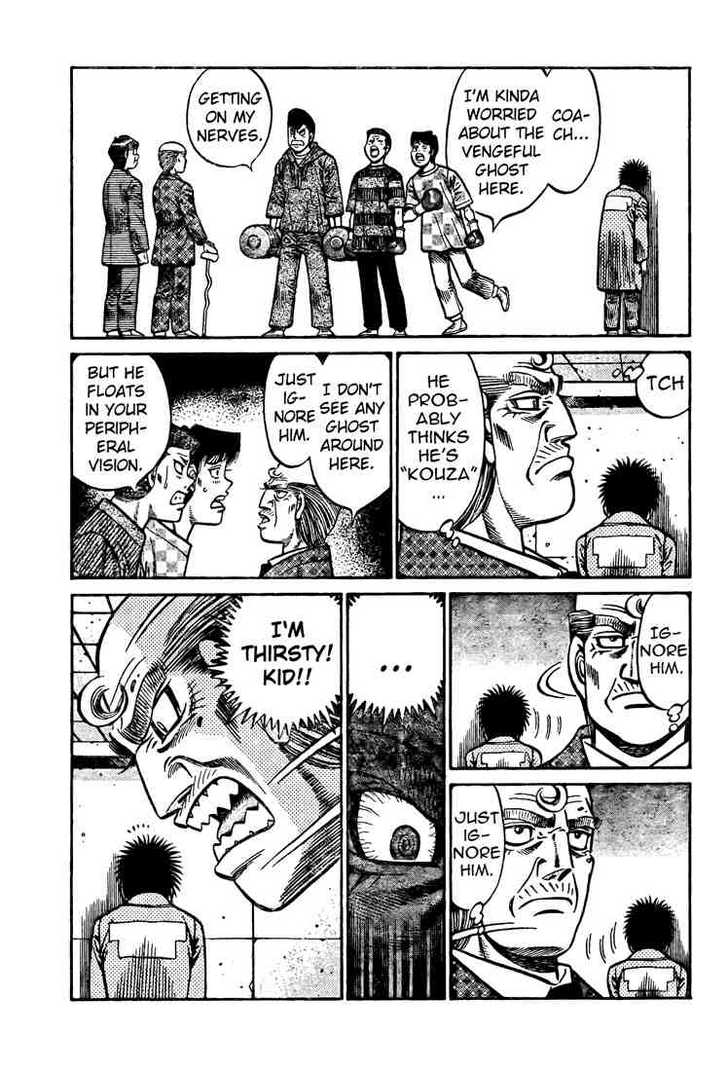 I'M KINDA
WORRIED
ABOUT THE
VENGEFUL
GHOST
HERE.
COA-
CH...
GETTING
ON MY
NERVES.
TCH
HE
PROB-
ABLY
THINKS
HE'S
"KOUZA"
...
I DON'T
SEE ANY
GHOST
AROUND
HERE.
JUST
IG-
NORE
HIM.
BUT HE
FLOATS
IN YOUR
PERIPH-
ERAL
VISION.
IG-
NORE
HIM.
JUST
IG-
NORE
HIM.
...
I'M
THIRSTY!
KID!!